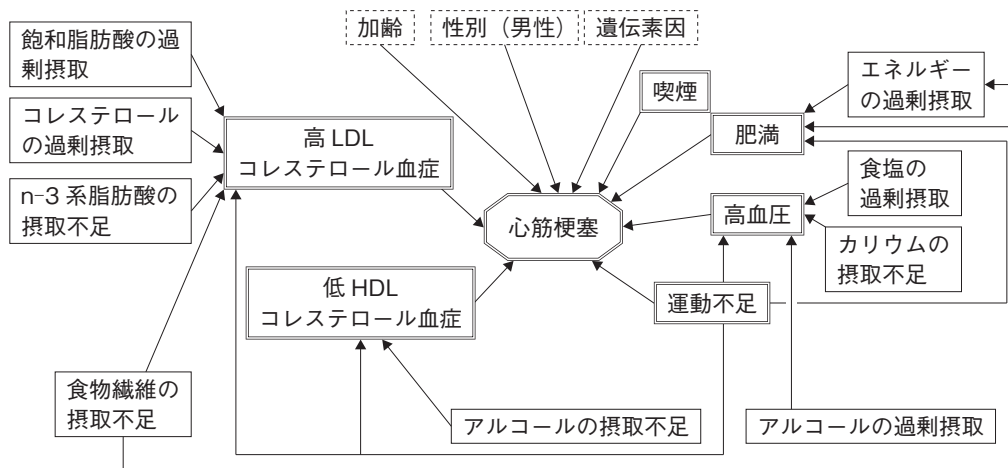 加齢
性別（男性）
遺伝素因
飽和脂肪酸の過
剰摂取
喫煙
エネルギー
の過剰摂取
コレステロール
の過剰摂取
高 LDL
コレステロール血症
肥満
n-3 系脂肪酸の
摂取不足
心筋梗塞
高血圧
食塩の
過剰摂取
カリウムの
摂取不足
低 HDL
コレステロール血症
運動不足
食物繊維の
摂取不足
アルコールの摂取不足
アルコールの過剰摂取